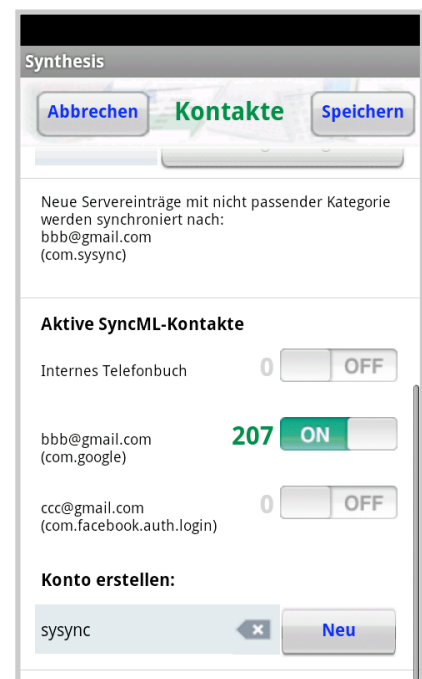 Synthesis
Abbrechen Kontakte Speichern
Neue Servereinträge mit nicht passender Kategorie
werden synchroniert nach:
bbb@gmail.com
(com.sysync)
Aktive SyncML-Kontakte
Internes Telefonbuch 0 OFF
bbb@gmail.com 207 ON
(com.google)
ccc@gmail.com 0 OFF
(com.facebook.auth.login)
Konto erstellen:
sysync Neu